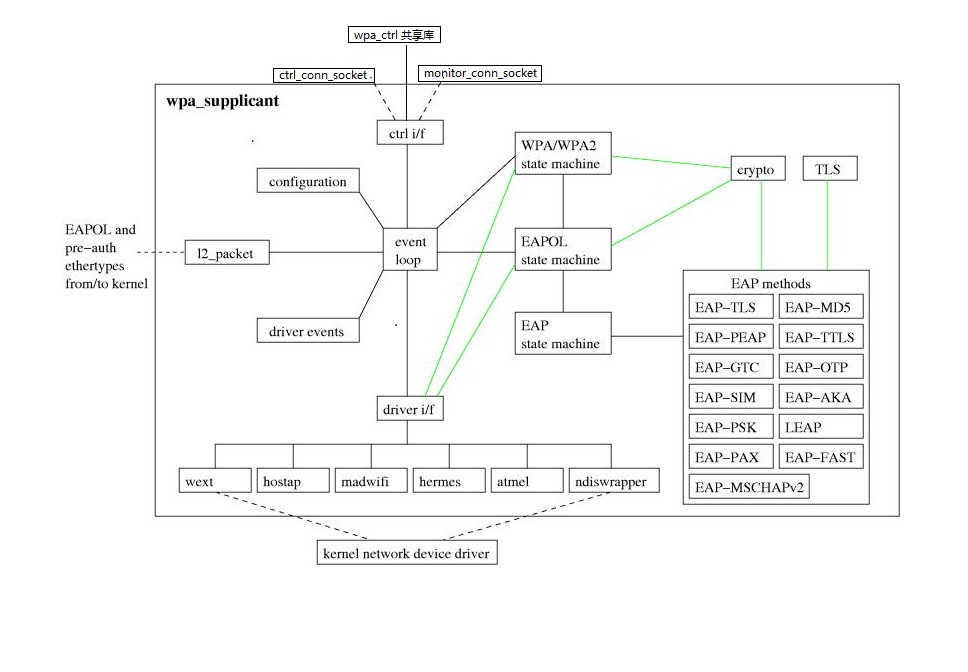 wpa_ctrl 共享库
ctrl_conn_socket
monitor_conn_socket
wpa_supplicant
ctrl i/f
WPA/WPA2
state machine
crypto
TLS
configuration
EAPOL and
pre−auth
ethertypes
from/to kernel
l2_packet
event
loop
EAPOL
state machine
driver events
EAP
state machine
EAP methods
EAP−TLS
EAP−MD5
EAP−PEAP
EAP−TTLS
EAP−GTC
EAP−OTP
EAP−SIM
EAP−AKA
EAP−PSK
LEAP
EAP−PAX
EAP−FAST
EAP−MSCHAPv2
driver i/f
wext
hostap
madwifi
hermes
atmel
ndiswrapper
kernel network device driver